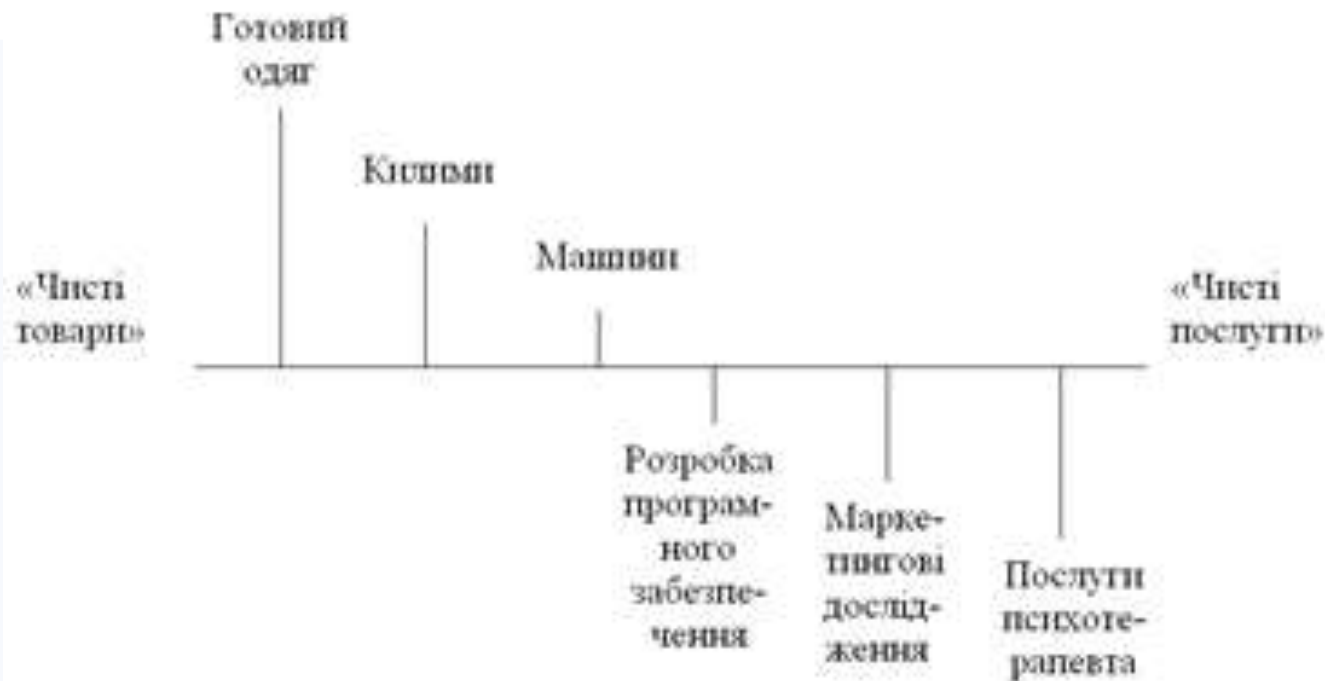 Готовий
одяг
Килими
Машини
«Чисті
товари»
«Чисті
послуги»
Розробка
програм-
ного
забезпе-
чення
Марке-
тингові
дослід-
ження
Послуги
психоте-
рапевта